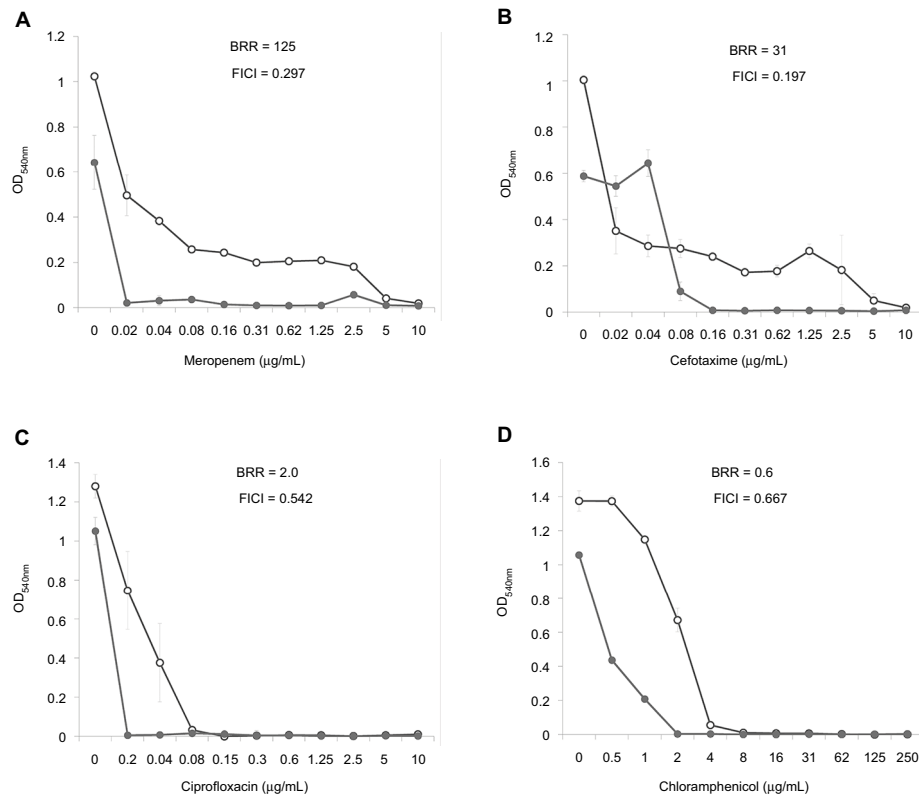 A
BRR = 125
FICI = 0.297
1.2
1
0.8
0.6
0.4
0.2
0
OD540nm
0 0.02 0.04 0.08 0.16 0.31 0.62 1.25 2.5 5 10
Meropenem (µg/mL)
B
BRR = 31
FICI = 0.197
1.2
1
0.8
0.6
0.4
0.2
0
OD540nm
0 0.02 0.04 0.08 0.16 0.31 0.62 1.25 2.5 5 10
Cefotaxime (µg/mL)
C
BRR = 2.0
FICI = 0.542
1.4
1.2
1
0.8
0.6
0.4
0.2
0
OD540nm
0 0.2 0.04 0.08 0.15 0.3 0.6 1.25 2.5 5 10
Ciprofloxacin (µg/mL)
D
BRR = 0.6
FICI = 0.667
1.6
1.4
1.2
1
0.8
0.6
0.4
0.2
0
OD540nm
0 0.5 1 2 4 8 16 31 62 125 250
Chloramphenicol (µg/mL)